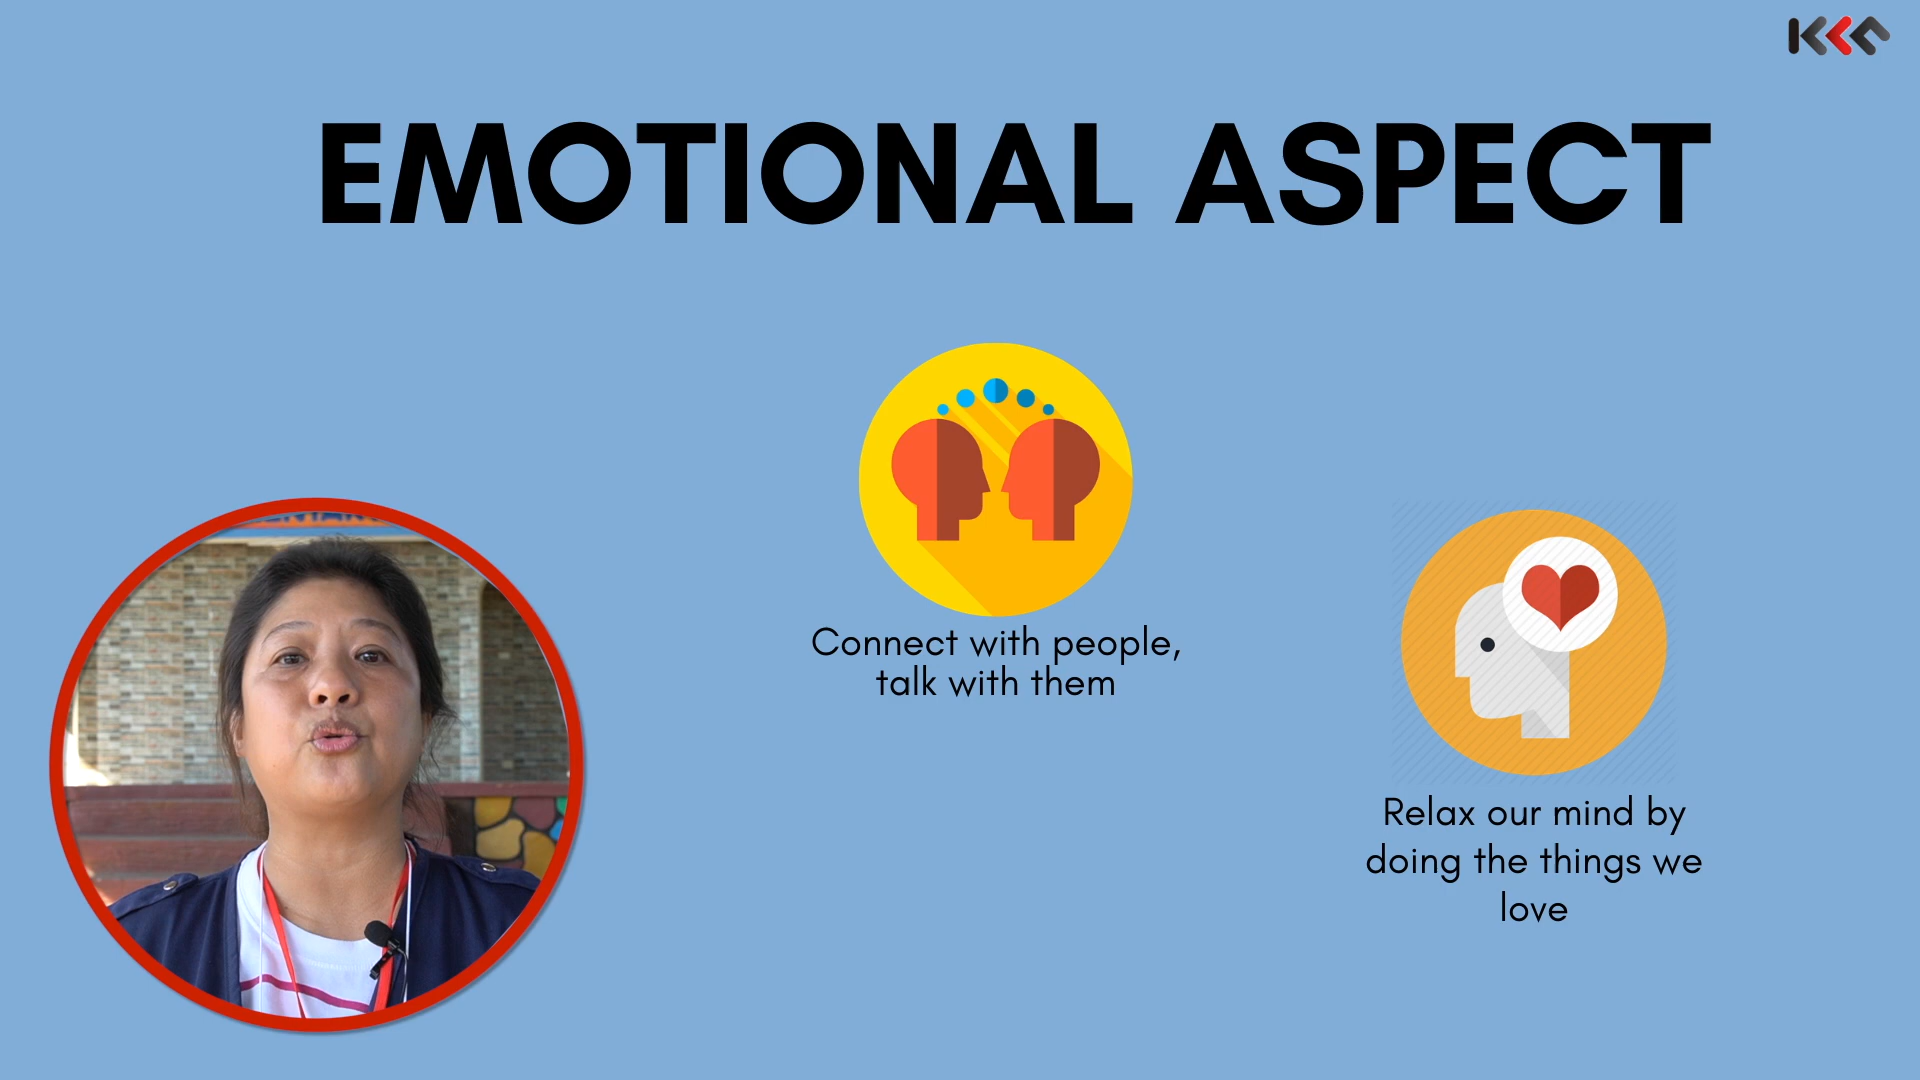 EMOTIONAL ASPECT
Connect with people,
talk with them
Relax our mind by
doing the things we
love